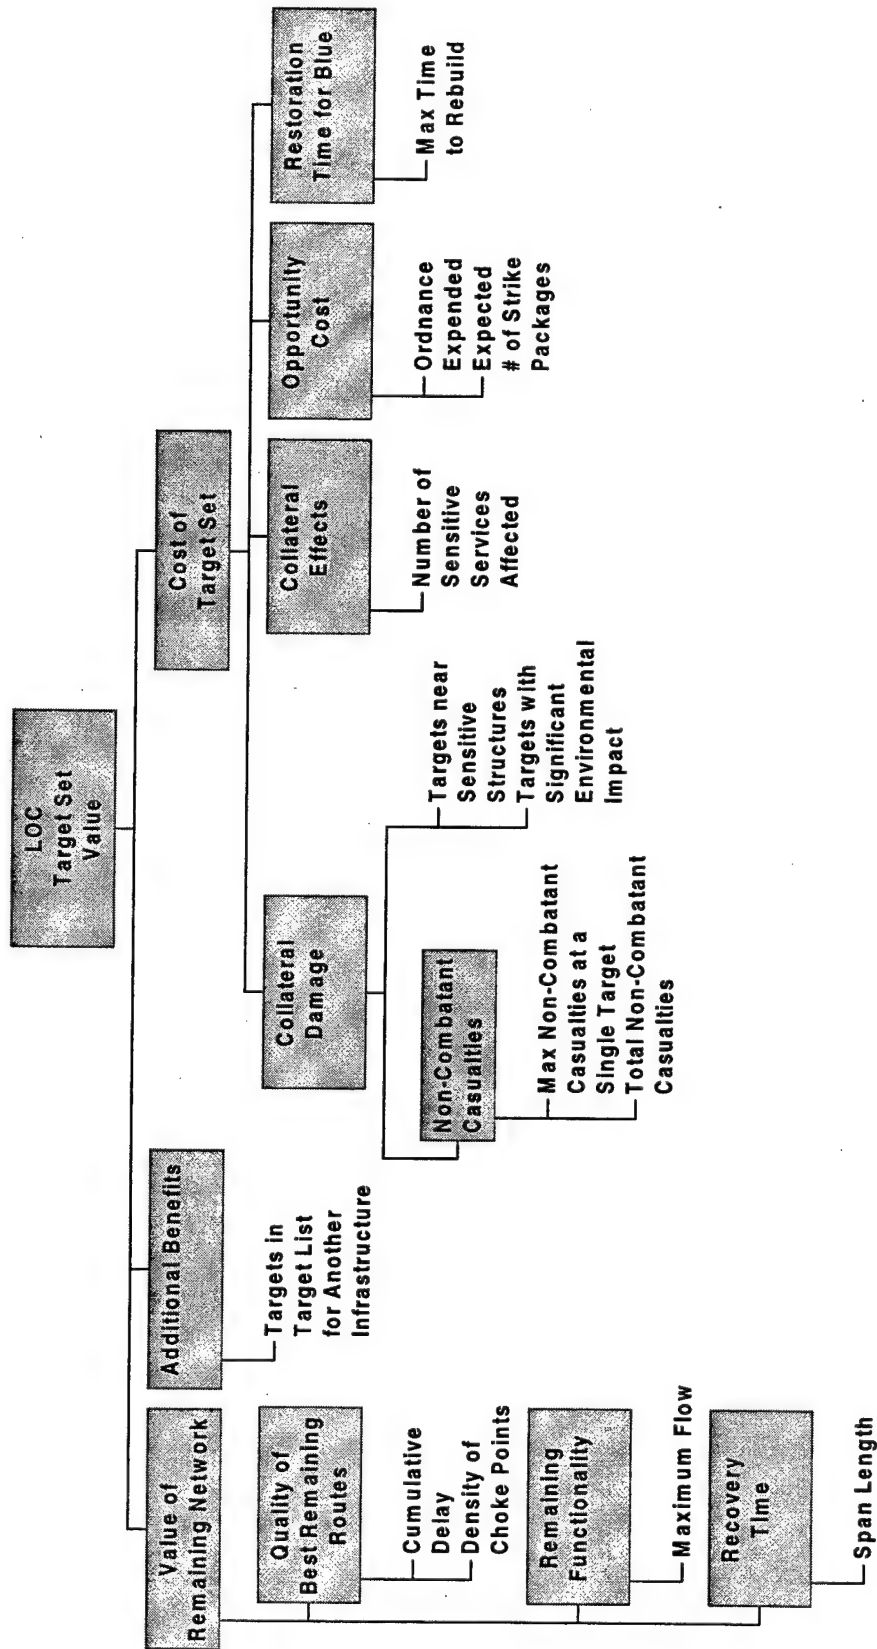 LOC
Target Set
Value
Value of
Remaining Network
Additional Benefits
Cost of
Target Set
Quality of
Best Remaining
Routes
Cumulative
Delay
Density of
Choke Points
Remaining
Functionality
Maximum Flow
Recovery
Time
Span Length
Targets in
Target List
for Another
Infrastructure
Collateral
Damage
Non-Combatant
Casualties
Max Non-Combatant
Casualties at a
Single Target
Total Non-Combatant
Casualties
Targets near
Sensitive
Structures
Targets with
Significant
Environmental
Impact
Collateral
Effects
Number of
Sensitive
Services
Affected
Opportunity
Cost
Ordnance
Expended
Expected
# of Strike
Packages
Restoration
Time for Blue
Max Time
to Rebuild